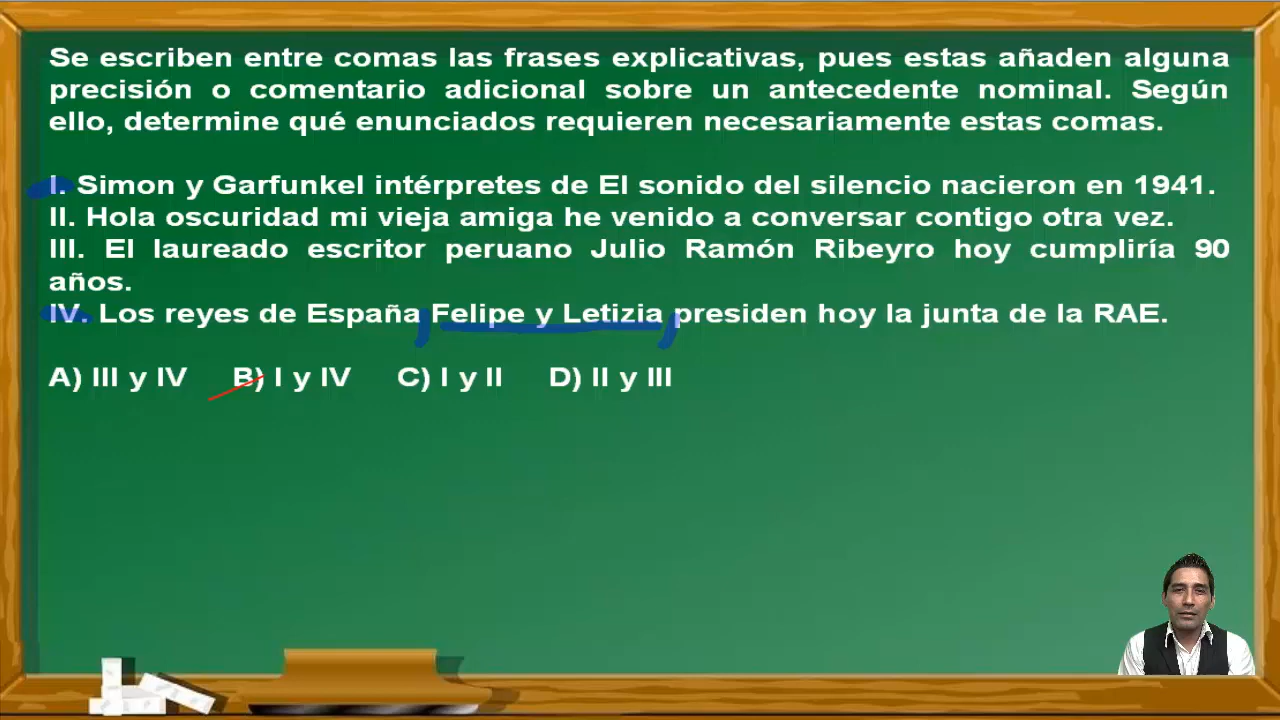 Se escriben entre comas las frases explicativas, pues estas añaden alguna
precisión o comentario adicional sobre un antecedente nominal. Según
ello, determine qué enunciados requieren necesariamente estas comas.
I. Simon y Garfunkel intérpretes de El sonido del silencio nacieron en 1941.
II. Hola oscuridad mi vieja amiga he venido a conversar contigo otra vez.
III. El laureado escritor peruano Julio Ramón Ribeyro hoy cumpliría 90
años.
IV. Los reyes de España , Felipe y Letizia , presiden hoy la junta de la RAE.
A) III y IV B) I y IV C) I y II D) II y III